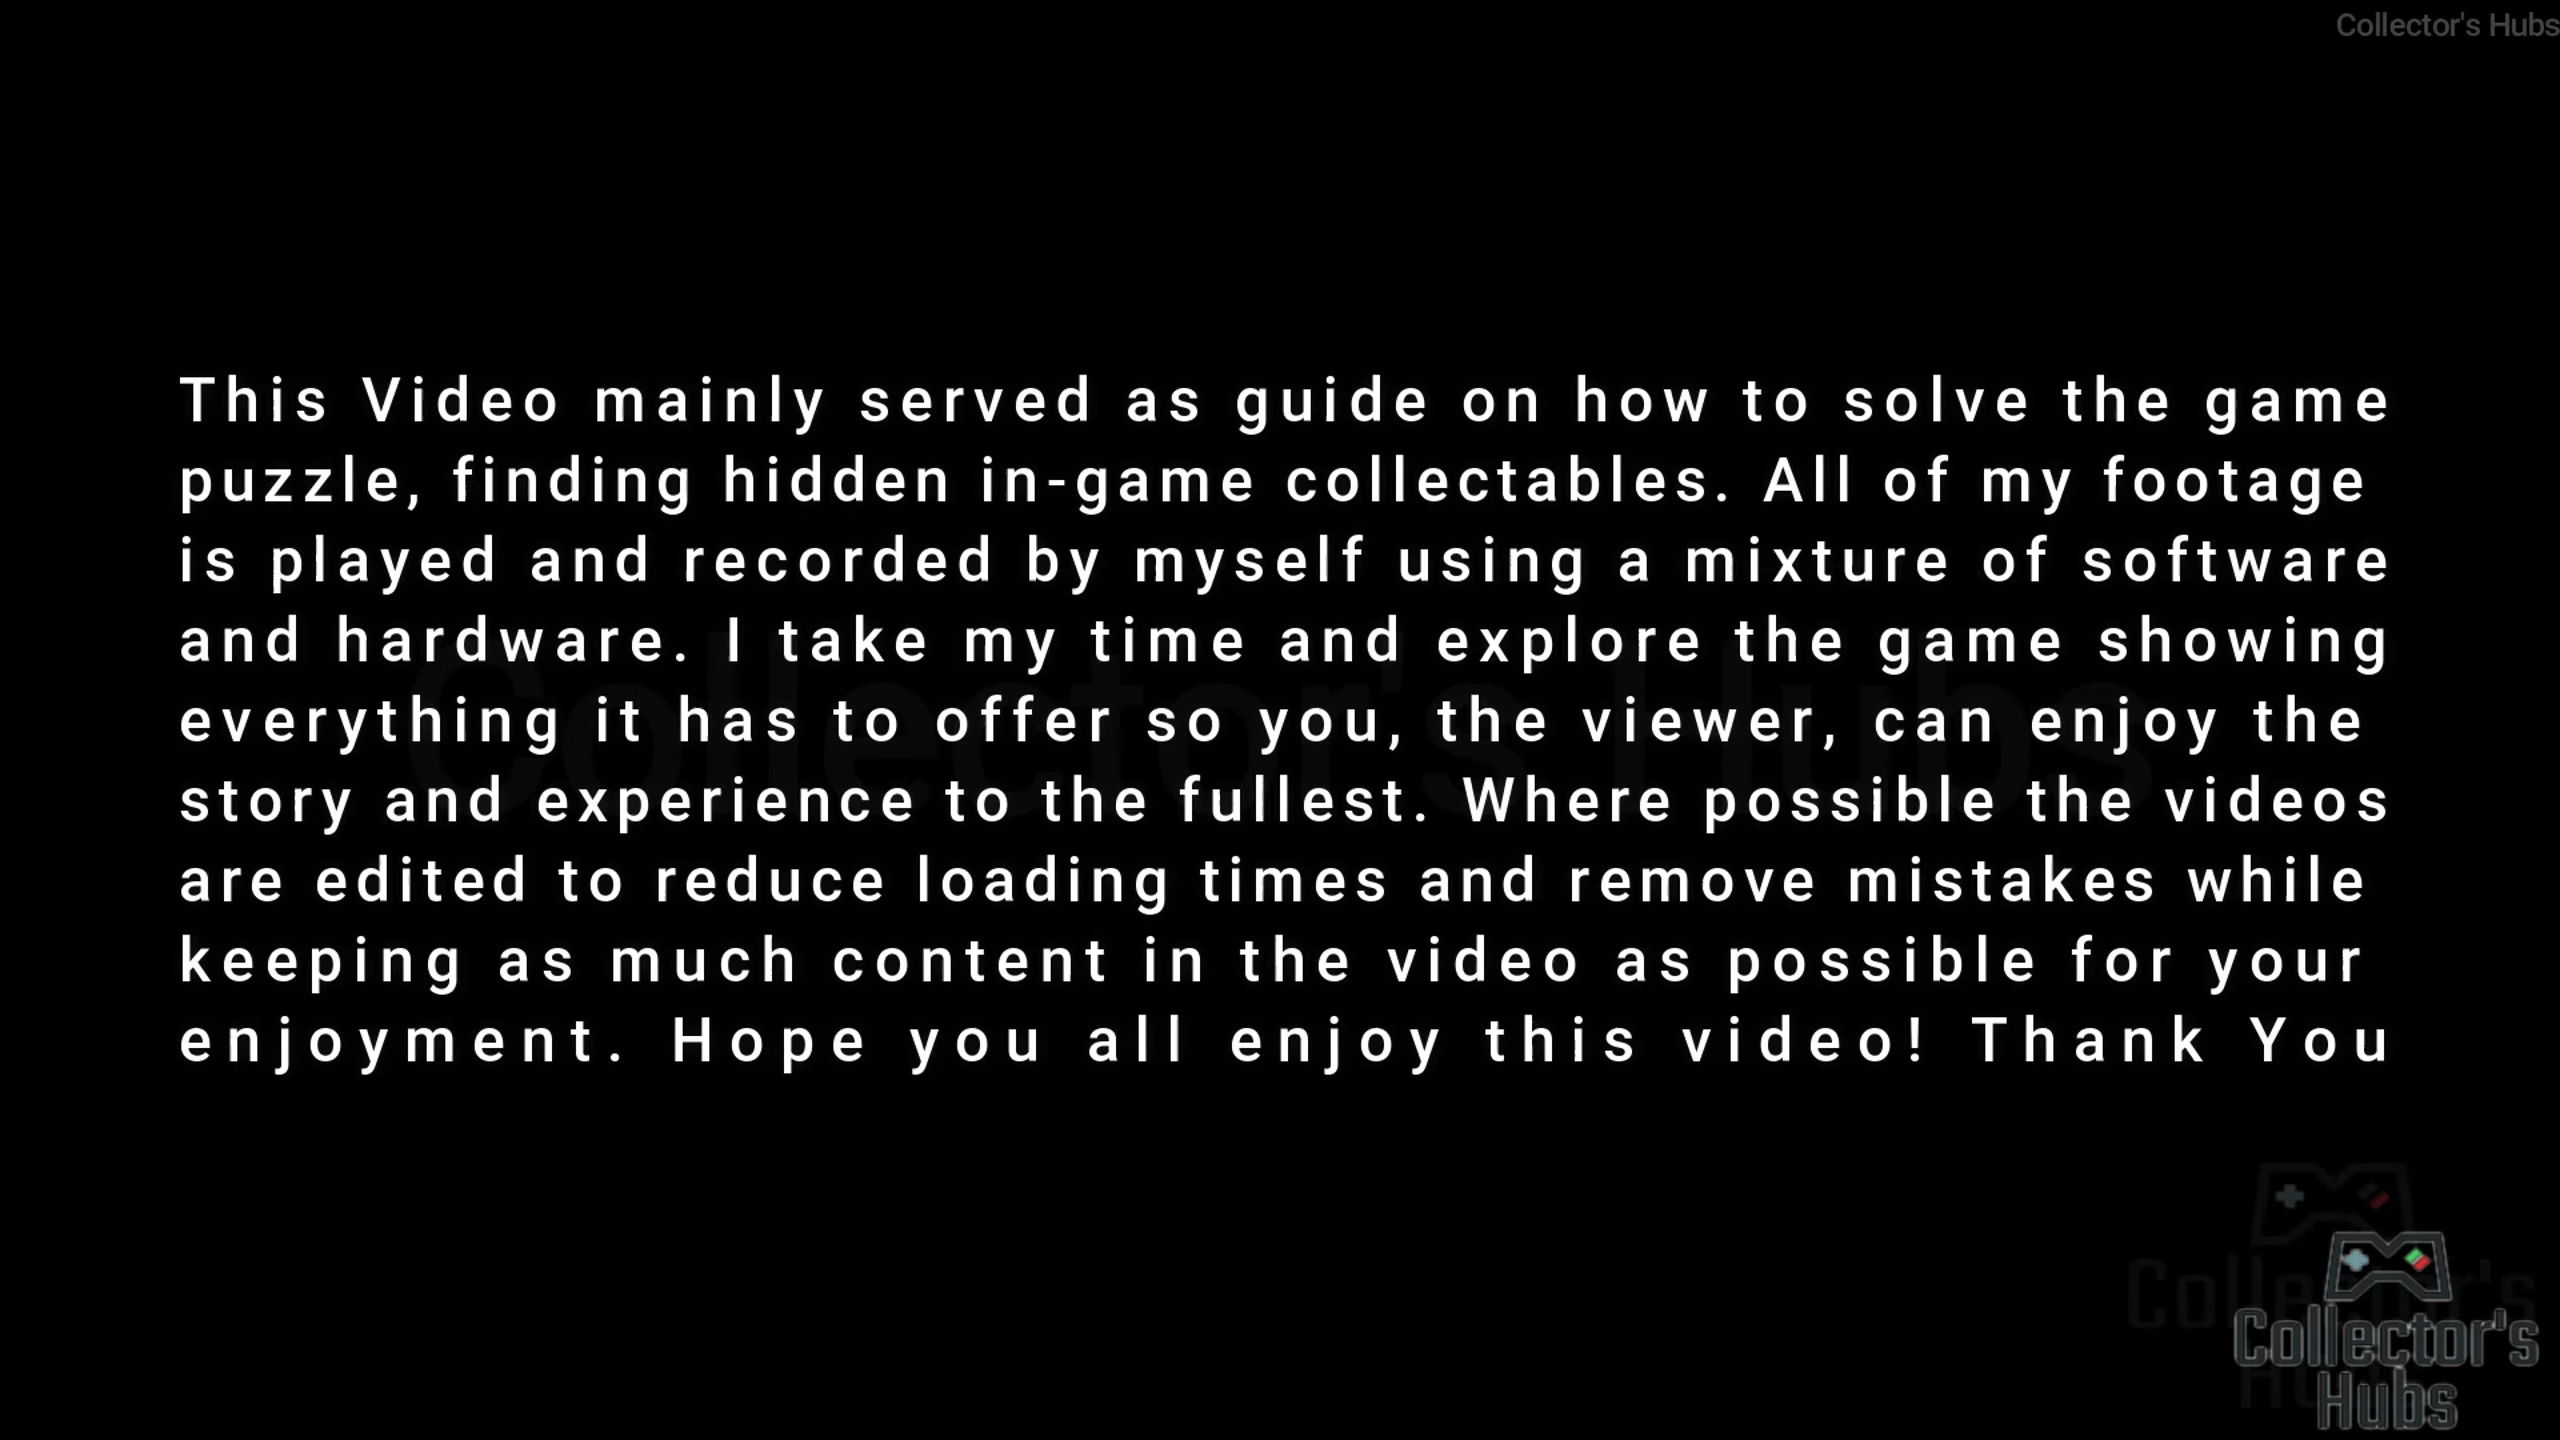 Collector's Hubs
This Video mainly served as guide on how to solve the game
puzzle, finding hidden in-game collectables. All of my footage
is played and recorded by myself using a mixture of software
and hardware. I take my time and explore the game showing
everything it has to offer so you, the viewer, can enjoy the
story and experience to the fullest. Where possible the videos
are edited to reduce loading times and remove mistakes while
keeping as much content in the video as possible for your
enjoyment. Hope you all enjoy this video! Thank You
Collector's Hubs
Collector's
Hubs
Collector's
Hubs